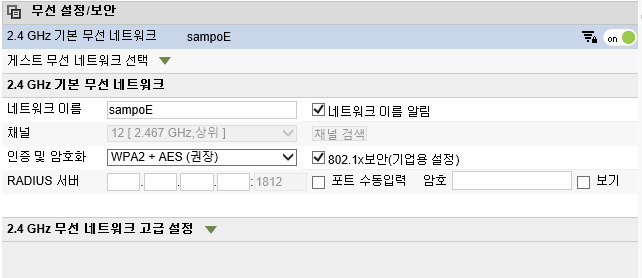 무선 설정/보안
2.4 GHz 기본 무선 네트워크 sampoE on
게스트 무선 네트워크 선택
2.4 GHz 기본 무선 네트워크
네트워크 이름 sampoE 네트워크 이름 알림
채널 12 [ 2.467 GHz,상위 ] 채널 검색
인증 및 암호화 WPA2 + AES (권장) 802.1x보안(기업용 설정)
RADIUS 서버 . . . : 1812 포트 수동입력 암호 보기
2.4 GHz 무선 네트워크 고급 설정